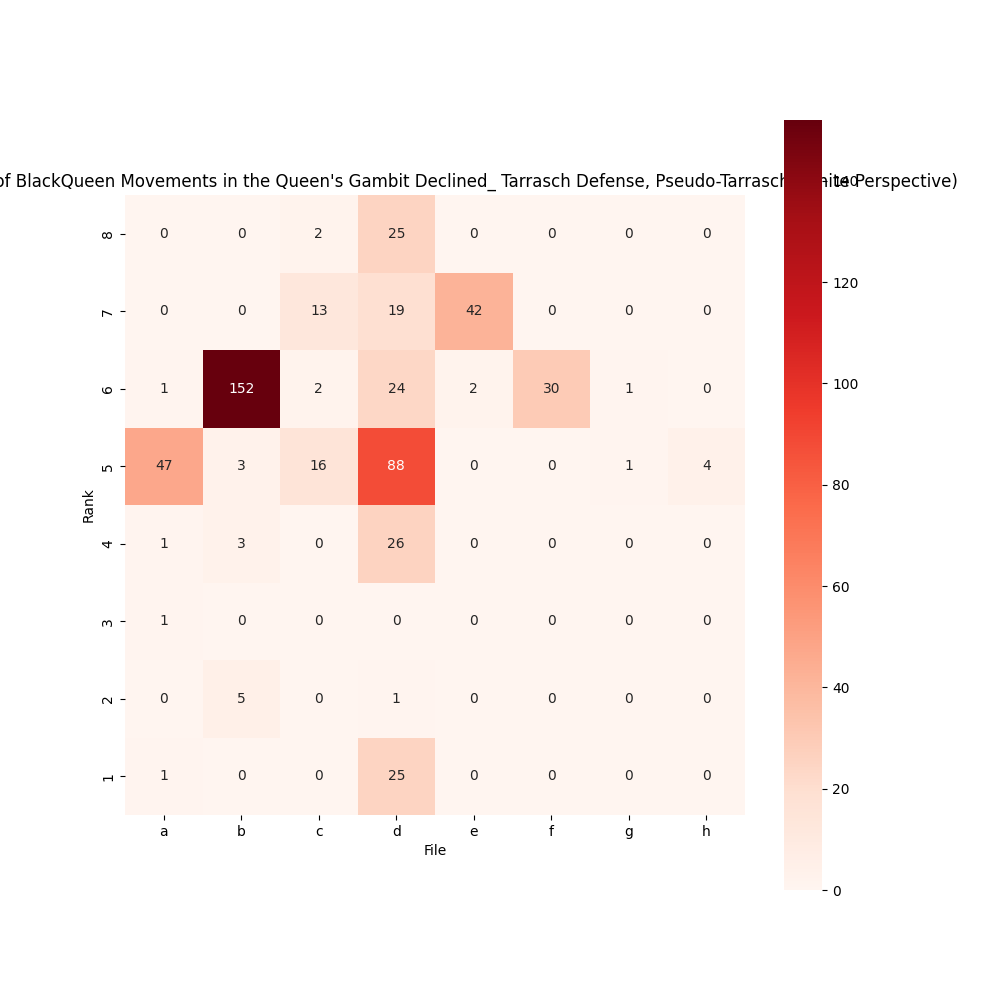 of BlackQueen Movements in the Queen's Gambit Declined_ Tarrasch Defense, Pseudo-Tarrasch Perspective)
8 0 0 2 25 0 0 0 0
7 0 0 13 19 42 0 0 0
6 1 152 2 24 2 30 1 0
5 47 3 16 88 0 0 1 4
4 1 3 0 26 0 0 0 0
3 1 0 0 0 0 0 0 0
2 0 5 0 1 0 0 0 0
1 1 0 0 25 0 0 0 0
a b c d e f g h
File
Rank
140
120
100
80
60
40
20
0